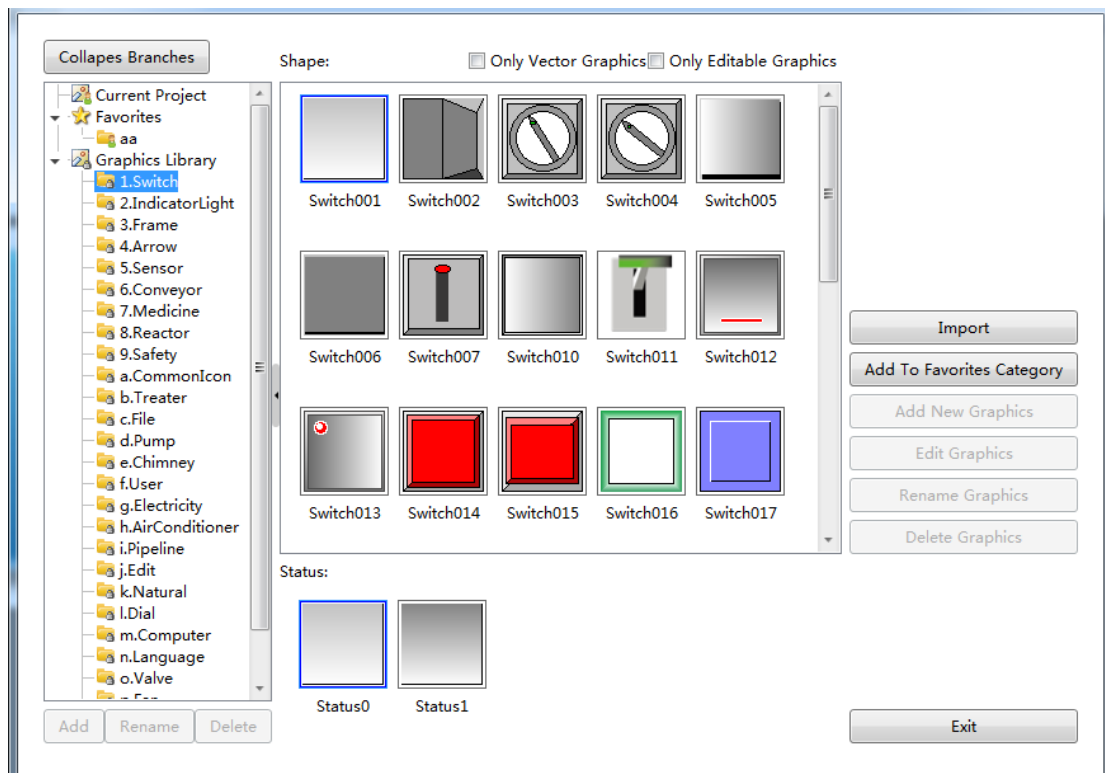 Collapes Branches
Current Project
Favorites
aa
Graphics Library
1.Switch
2.IndicatorLight
3.Frame
4.Arrow
5.Sensor
6.Conveyor
7.Medicine
8.Reactor
9.Safety
a.CommonIcon
b.Treater
c.File
d.Pump
e.Chimney
f.User
g.Electricity
h.AirConditioner
i.Pipeline
j.Edit
k.Natural
l.Dial
m.Computer
n.Language
o.Valve
Add Rename Delete
Shape: Only Vector Graphics Only Editable Graphics
Switch001 Switch002 Switch003 Switch004 Switch005
Switch006 Switch007 Switch010 Switch011 Switch012
Switch013 Switch014 Switch015 Switch016 Switch017
Status:
Status0 Status1
Import
Add To Favorites Category
Add New Graphics
Edit Graphics
Rename Graphics
Delete Graphics
Exit